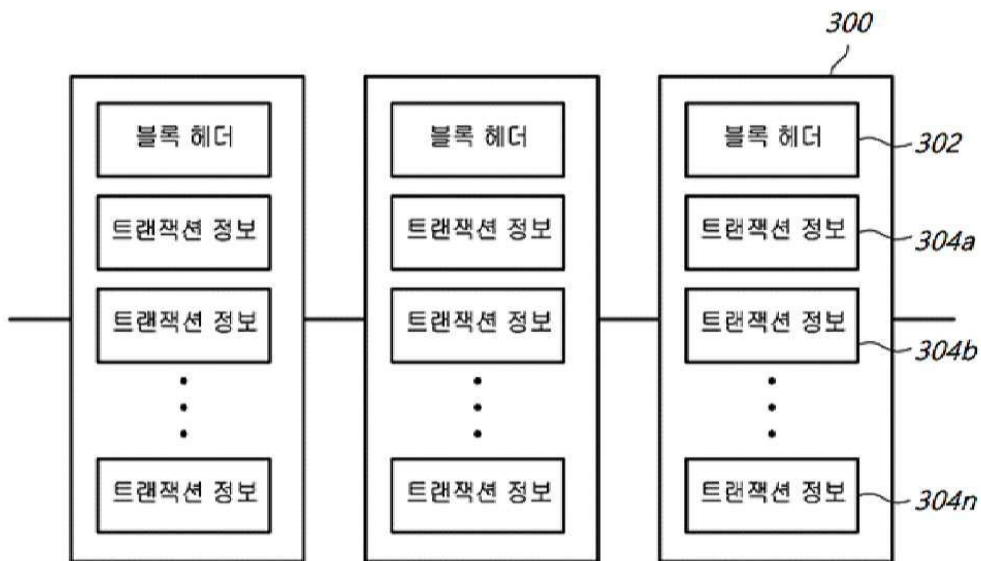 300
블록 헤더
블록 헤더
블록 헤더
302
트랜잭션 정보
트랜잭션 정보
트랜잭션 정보
304a
트랜잭션 정보
트랜잭션 정보
트랜잭션 정보
304b
트랜잭션 정보
트랜잭션 정보
트랜잭션 정보
304n